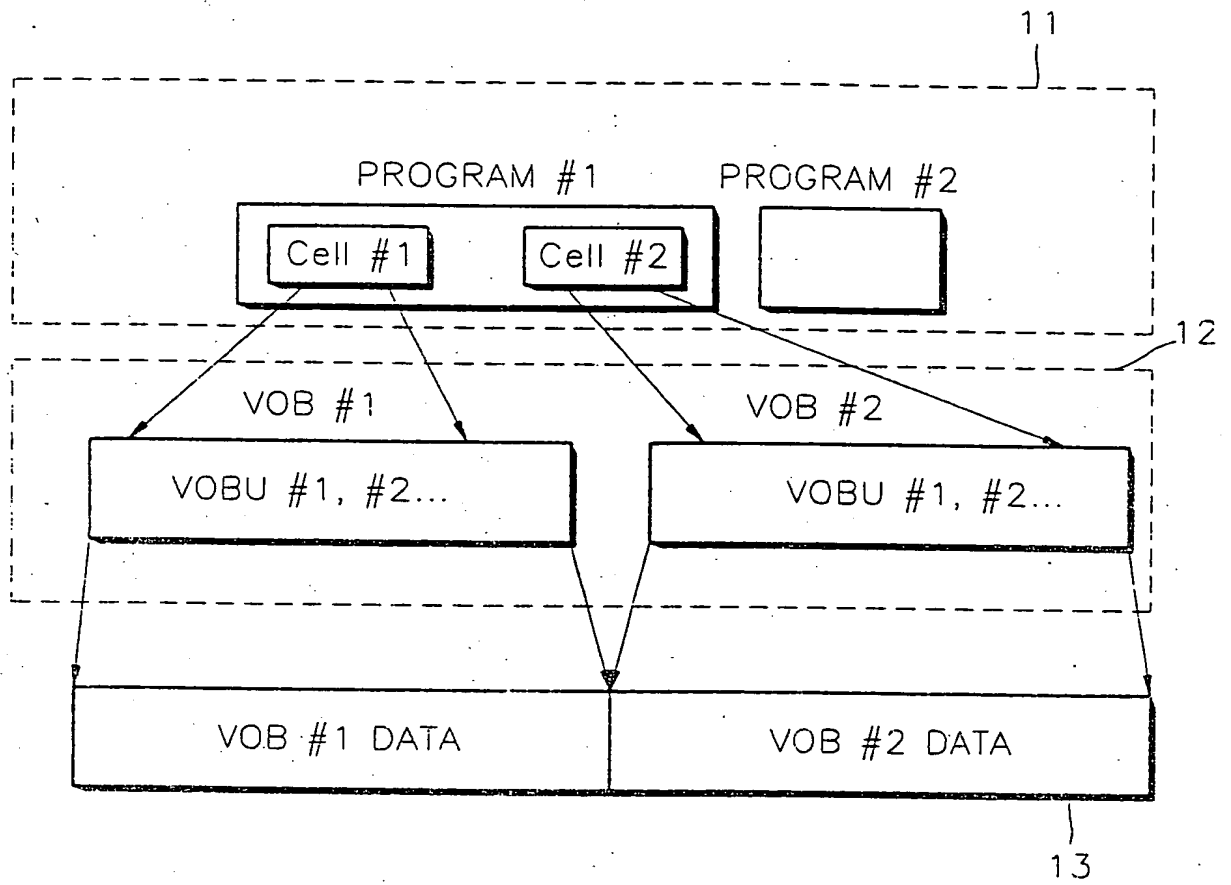 11
PROGRAM #1 PROGRAM #2
Cell #1 Cell #2
12
VOB #1 VOB #2
VOBU #1, #2... VOBU #1, #2...
VOB #1 DATA VOB #2 DATA
13